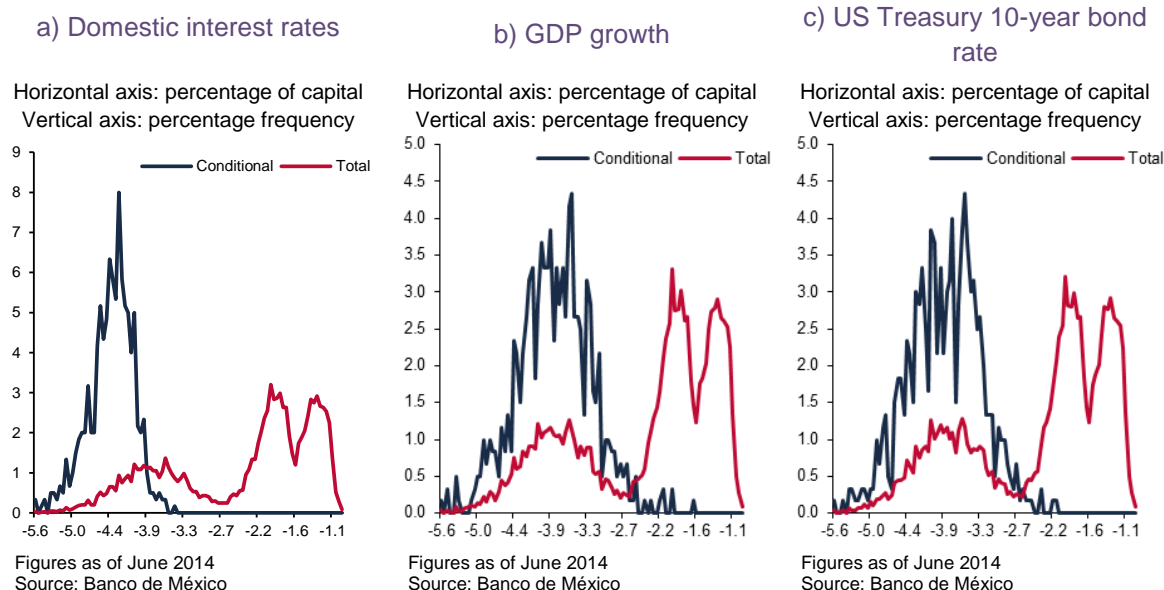 a) Domestic interest rates
Horizontal axis: percentage of capital
Vertical axis: percentage frequency
Conditional
Total
9
8
7
6
5
4
3
2
1
0
-5.6 -5.0 -4.4 -3.9 -3.3 -2.7 -2.2 -1.6 -1.1
Figures as of June 2014
Source: Banco de México
b) GDP growth
Horizontal axis: percentage of capital
Vertical axis: percentage frequency
Conditional
Total
5.0
4.5
4.0
3.5
3.0
2.5
2.0
1.5
1.0
0.5
0.0
-5.6 -5.0 -4.4 -3.9 -3.3 -2.7 -2.2 -1.6 -1.1
Figures as of June 2014
Source: Banco de México
c) US Treasury 10-year bond
rate
Horizontal axis: percentage of capital
Vertical axis: percentage frequency
Conditional
Total
5.0
4.5
4.0
3.5
3.0
2.5
2.0
1.5
1.0
0.5
0.0
-5.6 -5.0 -4.4 -3.9 -3.3 -2.7 -2.2 -1.6 -1.1
Figures as of June 2014
Source: Banco de México